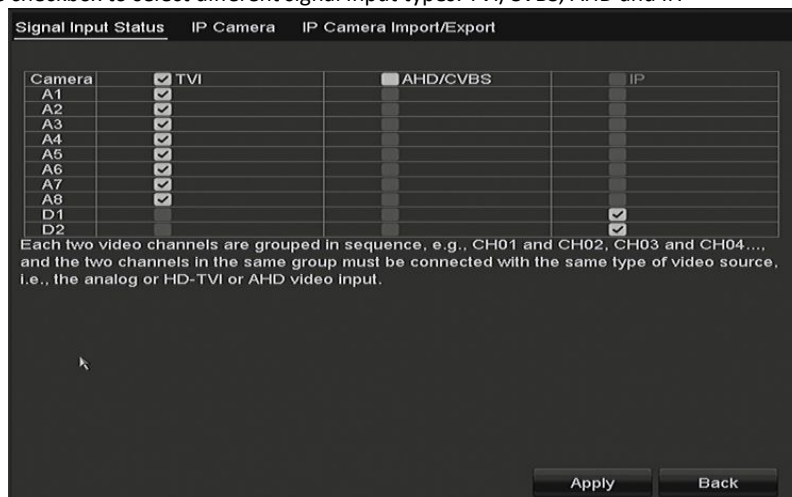 checkbox to select different signal input types: TVI, CVBS, AHD and IP.
Signal Input Status IP Camera IP Camera Import/Export
Camera TVI AHD/CVBS IP
A1
A2
A3
A4
A5
A6
A7
A8
D1
D2
Each two video channels are grouped in sequence, e.g., CH01 and CH02, CH03 and CH04...,
and the two channels in the same group must be connected with the same type of video source,
i.e., the analog or HD-TVI or AHD video input.
Apply Back